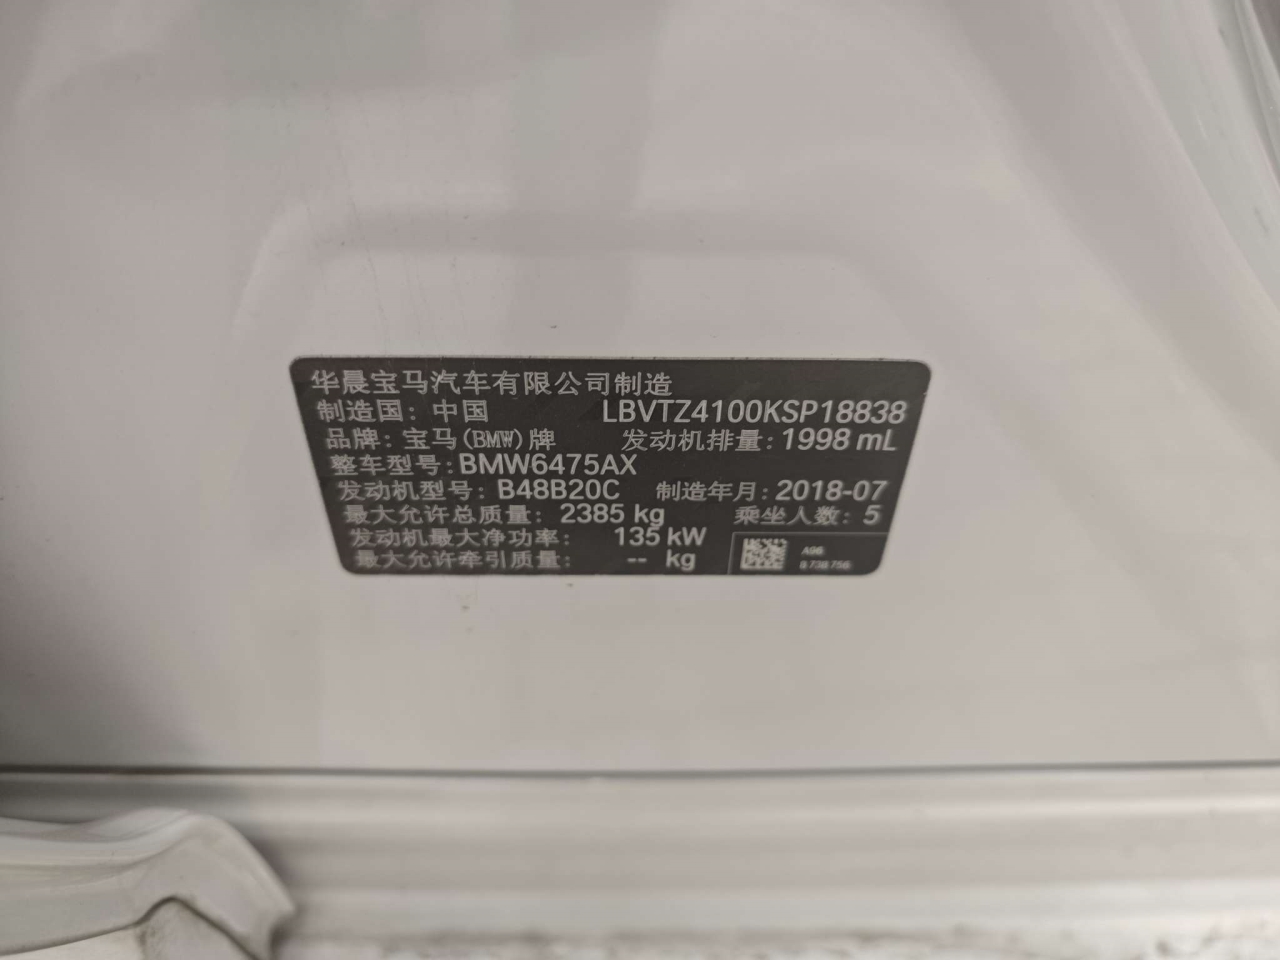 华晨宝马汽车有限公司制造
制造国：中国 LBVTZ4100KSP18838
品牌：宝马(BMW)牌 发动机排量：1998 mL
整车型号：BMW6475AX
发动机型号：B48B20C 制造年月：2018-07
最大允许总质量：2385 kg 乘坐人数：5
发动机最大净功率：135 kW
最大允许牵引质量：-- kg
A96
8 738 756